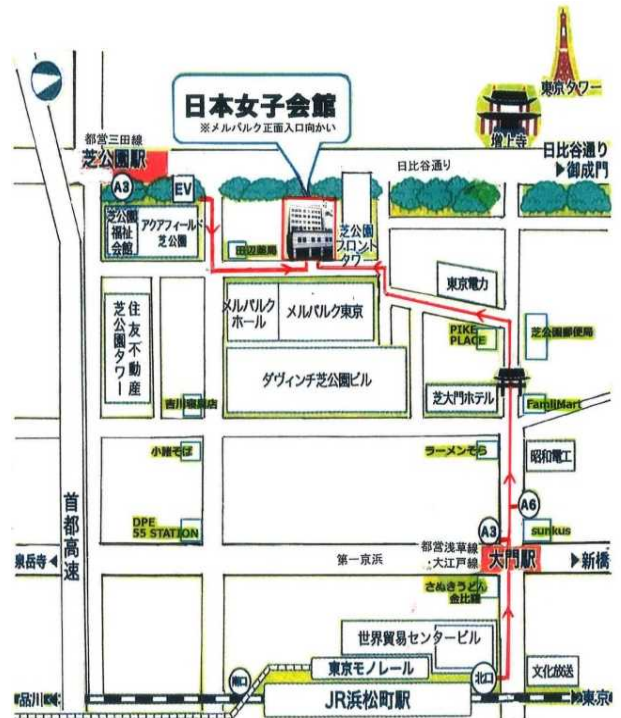 東京タワー
増上寺
日比谷通り
▶御成門
日本女子会館
※メルパルク正面入口向かい
都営三田線
芝公園駅
日比谷通り
A3
EV
芝公園
福祉
会館
アクアフィールド
芝公園
田辺薬局
芝公園
フロント
タワー
東京電力
メルパルク
ホール
メルパルク東京
住友不動産
芝公園タワー
PIKE
PLACE
芝公園郵便局
ダヴィンチ芝公園ビル
芝大門ホテル
FamilMart
吉川寝具店
小諸そば
ラーメンそら
昭和電工
首都高速
DPE
55 STATION
A3
A6
sunkus
泉岳寺◀
第一京浜
都営浅草線
・大江戸線
大門駅
▶新橋
さぬきうどん
金比羅
世界貿易センタービル
東京モノレール
南口
北口
文化放送
品川◀
JR浜松町駅
▶東京